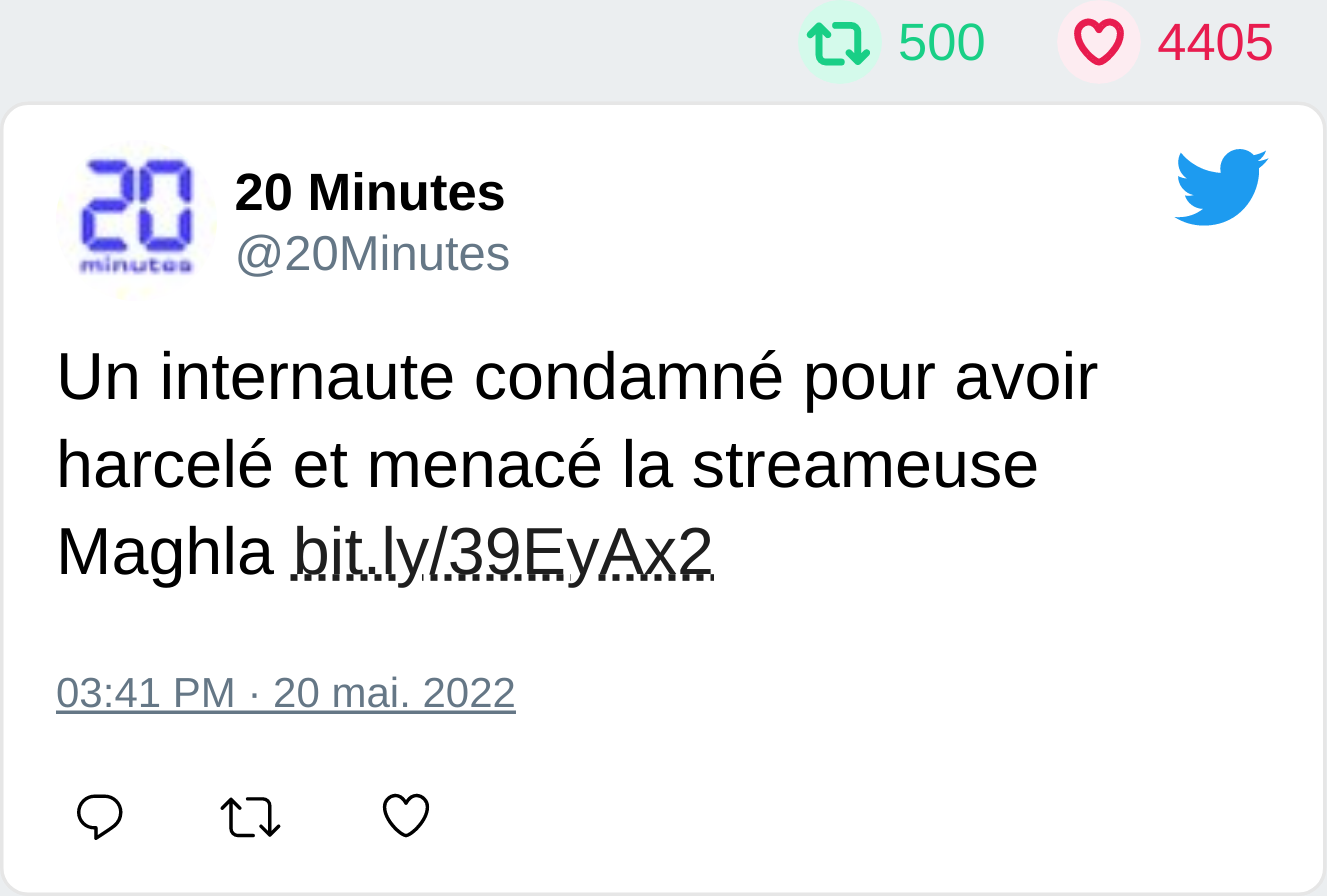 500 4405
20 minutes
20 Minutes
@20Minutes
Un internaute condamné pour avoir
harcelé et menacé la streameuse
Maghla bit.ly/39EyAx2
03:41 PM · 20 mai. 2022